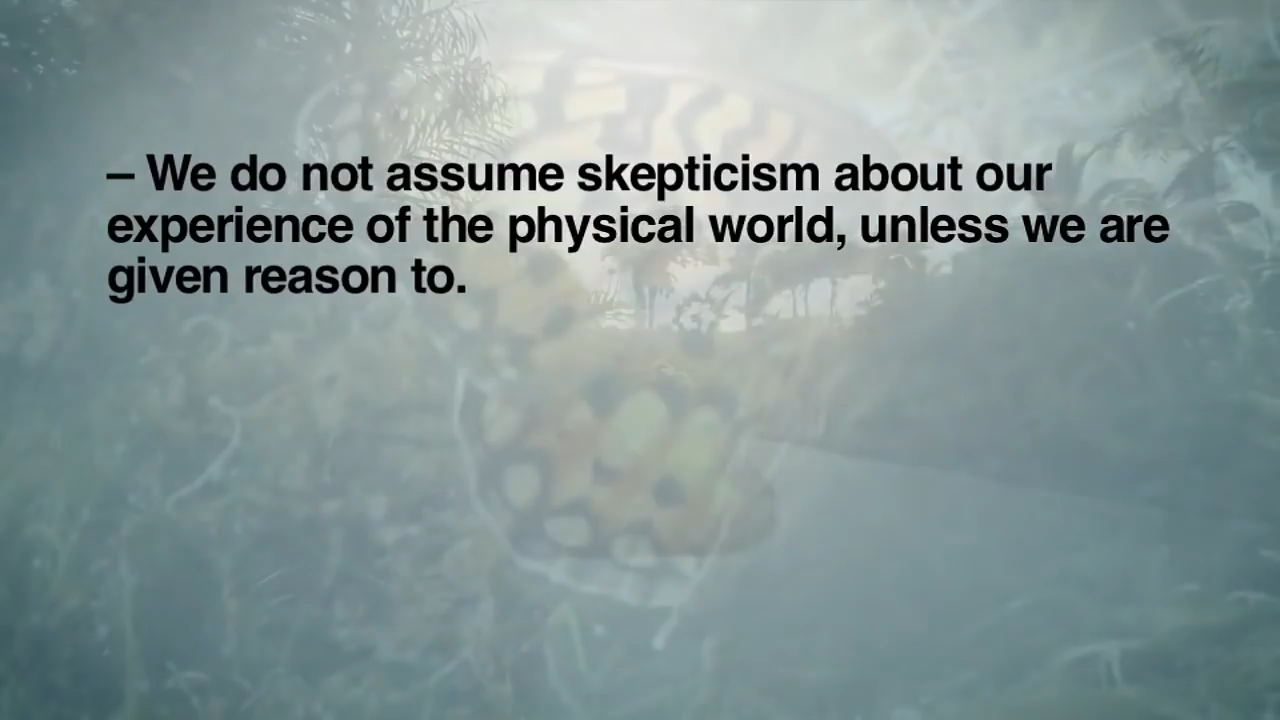 – We do not assume skepticism about our
experience of the physical world, unless we are
given reason to.